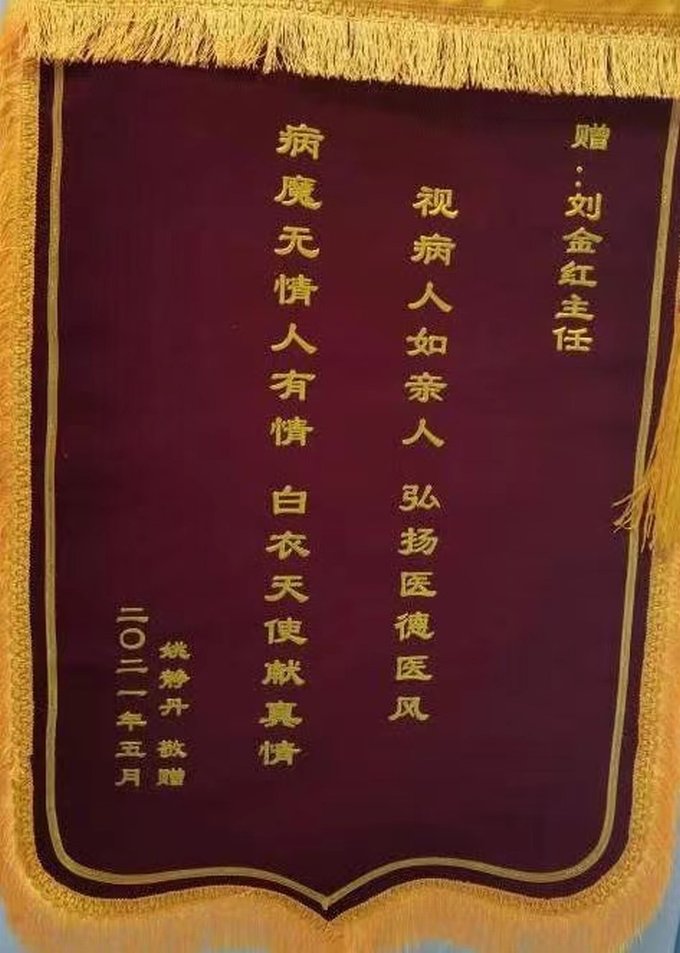 赠:刘金红主任
视病人如亲人 弘扬医德医风
病魔无情人有情 白衣天使献真情
姚静丹 敬赠
二〇二一年五月